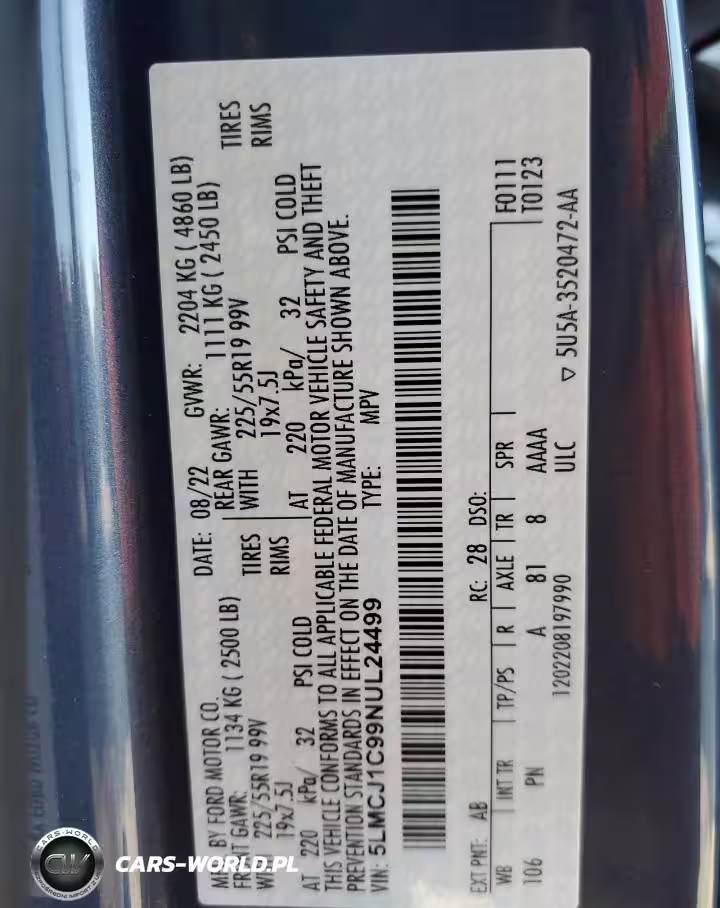 MFD. BY FORD MOTOR CO. DATE: 08/22 GVWR: 2204 KG ( 4860 LB)
FRONT GAWR: 1134 KG ( 2500 LB) REAR GAWR: 1111 KG ( 2450 LB)
WITH 225/55R19 99V TIRES WITH 225/55R19 99V TIRES
19x7.5J RIMS 19x7.5J RIMS
AT 220 kPa/ 32 PSI COLD AT 220 kPa/ 32 PSI COLD
THIS VEHICLE CONFORMS TO ALL APPLICABLE FEDERAL MOTOR VEHICLE SAFETY AND THEFT
PREVENTION STANDARDS IN EFFECT ON THE DATE OF MANUFACTURE SHOWN ABOVE.
VIN: 5LMCJ1C99NUL24499 TYPE: MPV
EXT PNT: AB RC: 28 DSO:
WB INT TR TP/PS R AXLE TR SPR F0111
106 PN A 81 8 AAAA T0123
1202208197990 ULC ▽ 5U5A-3520472-AA
CARS-WORLD
CW
CARS-WORLD.PL